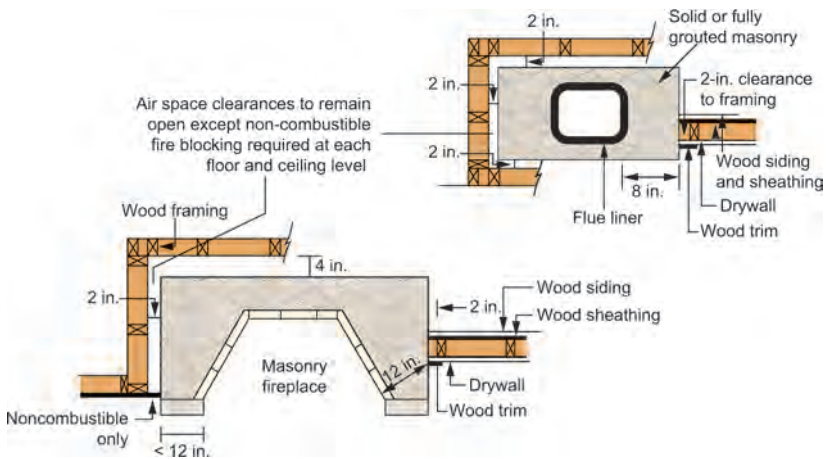 2 in.
Solid or fully
grouted masonry
2 in.
2-in. clearance
to framing
Air space clearances to remain
open except non-combustible
fire blocking required at each
floor and ceiling level
2 in.
8 in.
Wood siding
and sheathing
Flue liner
Drywall
Wood trim
Wood framing
4 in.
2 in.
2 in.
Wood siding
Wood sheathing
Masonry
fireplace
12 in.
Drywall
Wood trim
Noncombustible
only
< 12 in.